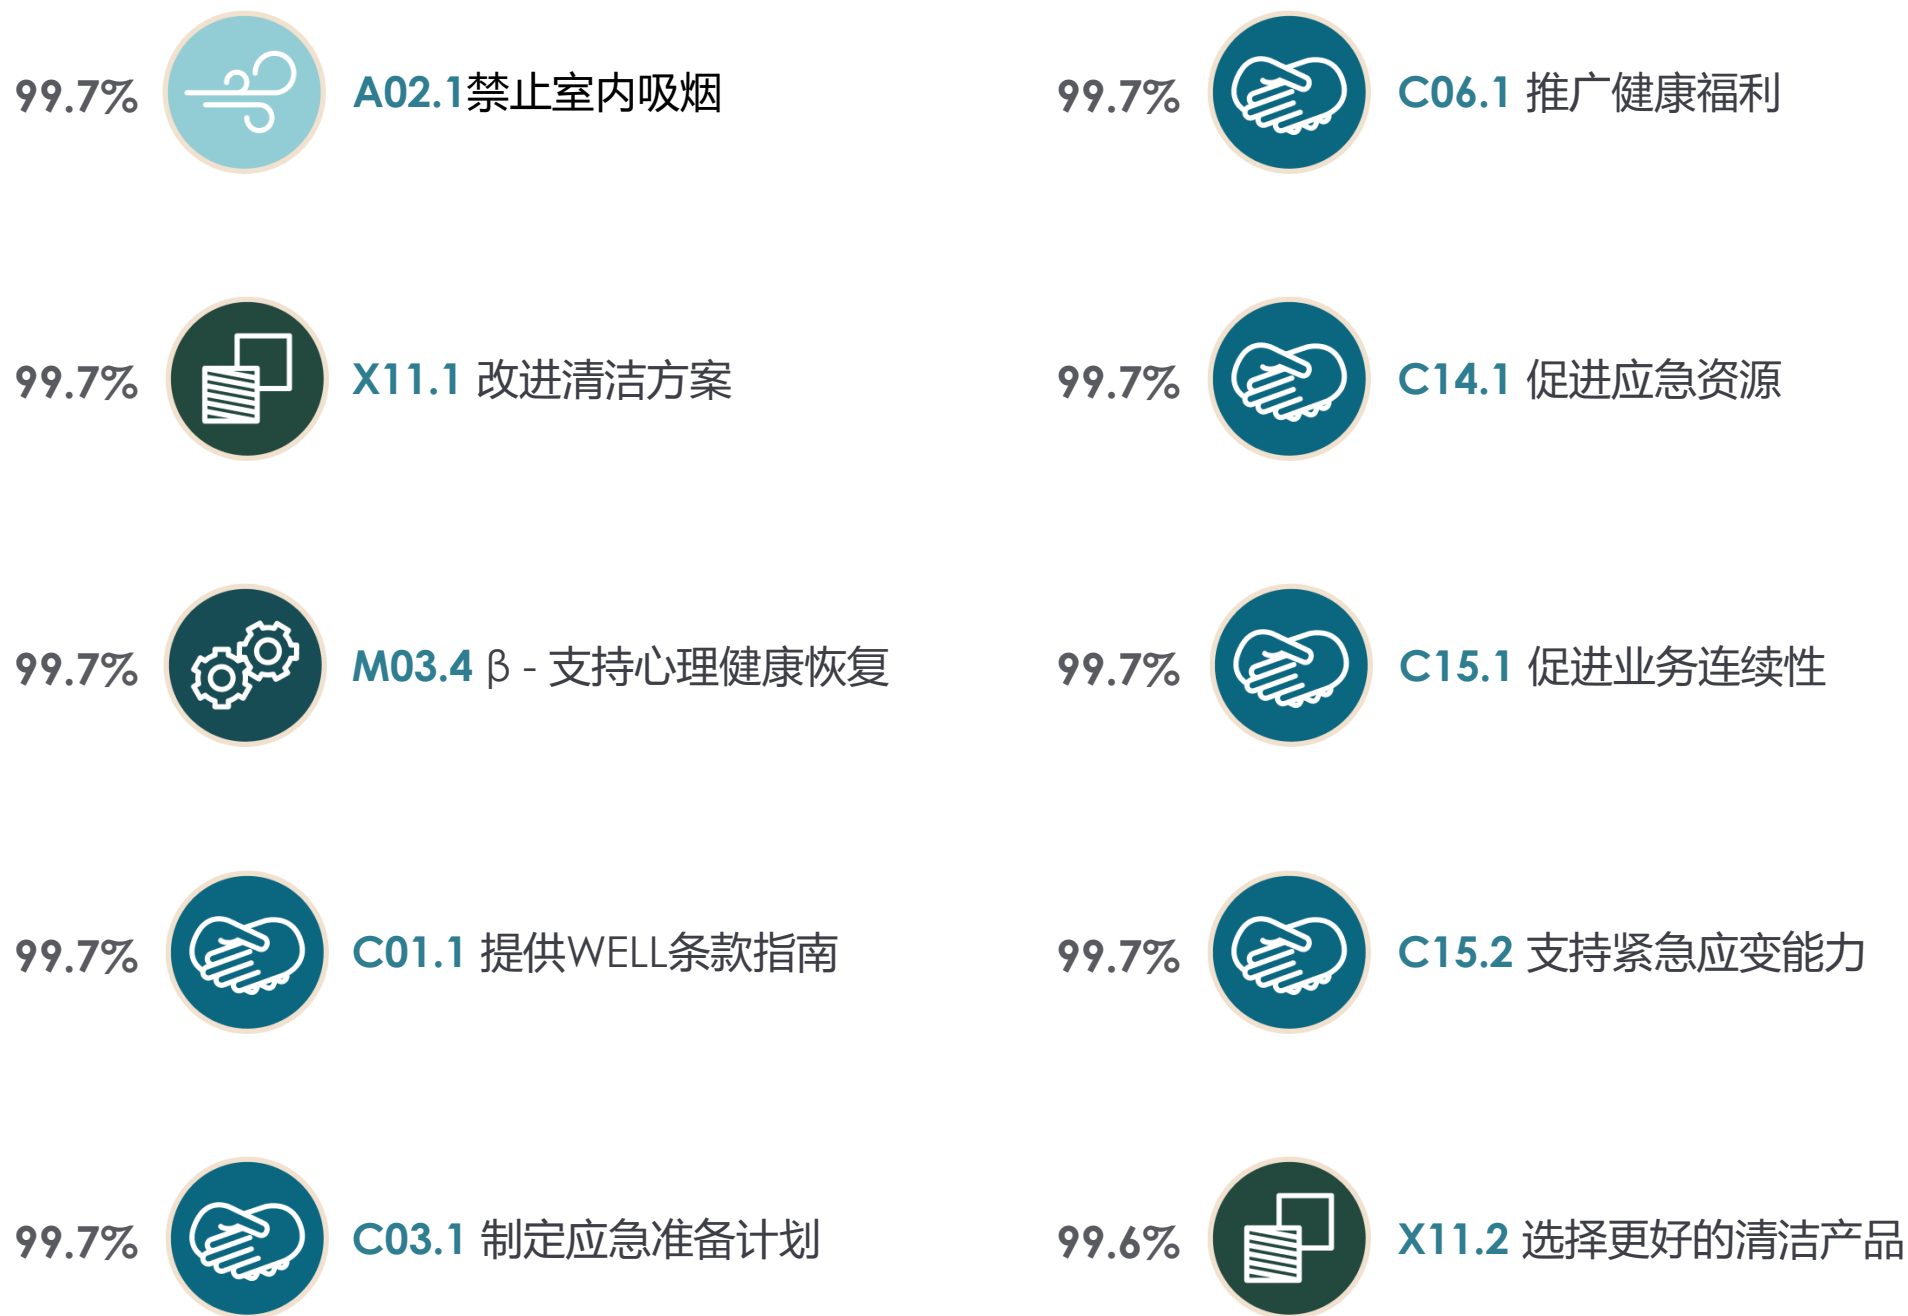 99.7% A02.1禁止室内吸烟
99.7% X11.1 改进清洁方案
99.7% M03.4 β - 支持心理健康恢复
99.7% C01.1 提供WELL条款指南
99.7% C03.1 制定应急准备计划
99.7% C06.1 推广健康福利
99.7% C14.1 促进应急资源
99.7% C15.1 促进业务连续性
99.7% C15.2 支持紧急应变能力
99.6% X11.2 选择更好的清洁产品